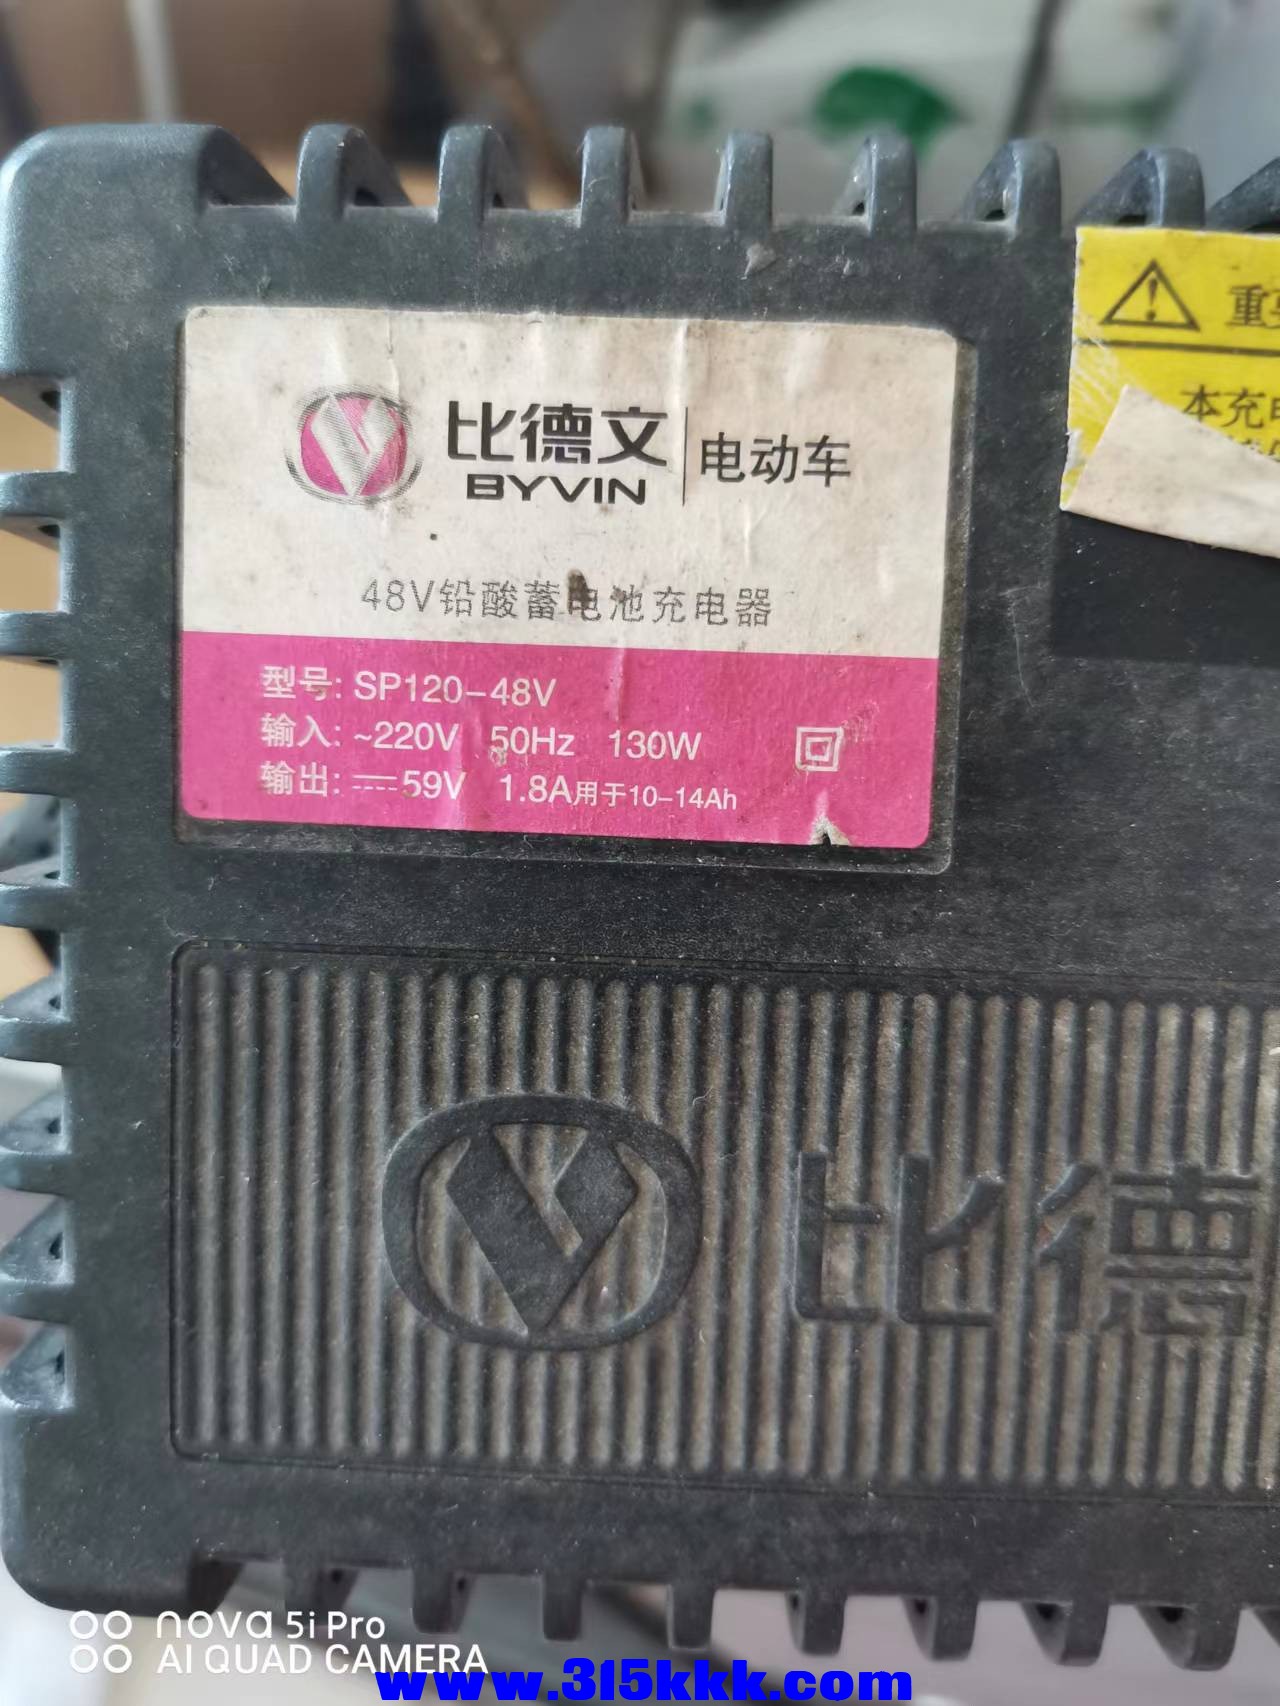 重
本充电
比德文
BYVIN
电动车
48V铅酸蓄电池充电器
型号: SP120-48V
输入: ~220V 50Hz 130W
输出: ⎓59V 1.8A用于10-14Ah
比德
nova 5i Pro
AI QUAD CAMERA
www.315kkk.com